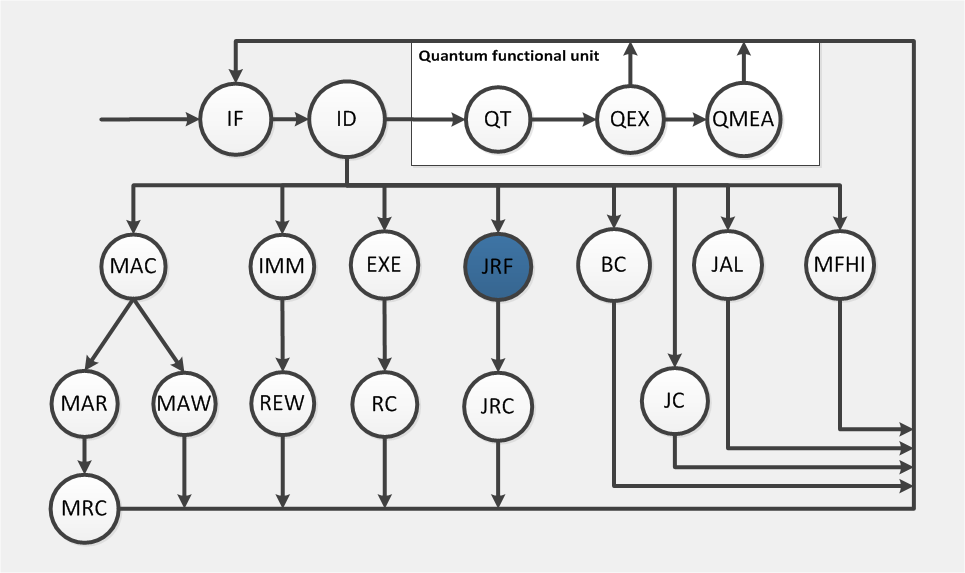 Quantum functional unit
IF
ID
QT
QEX
QMEA
MAC
IMM
EXE
JRF
BC
JAL
MFHI
MAR
MAW
REW
RC
JRC
JC
MRC